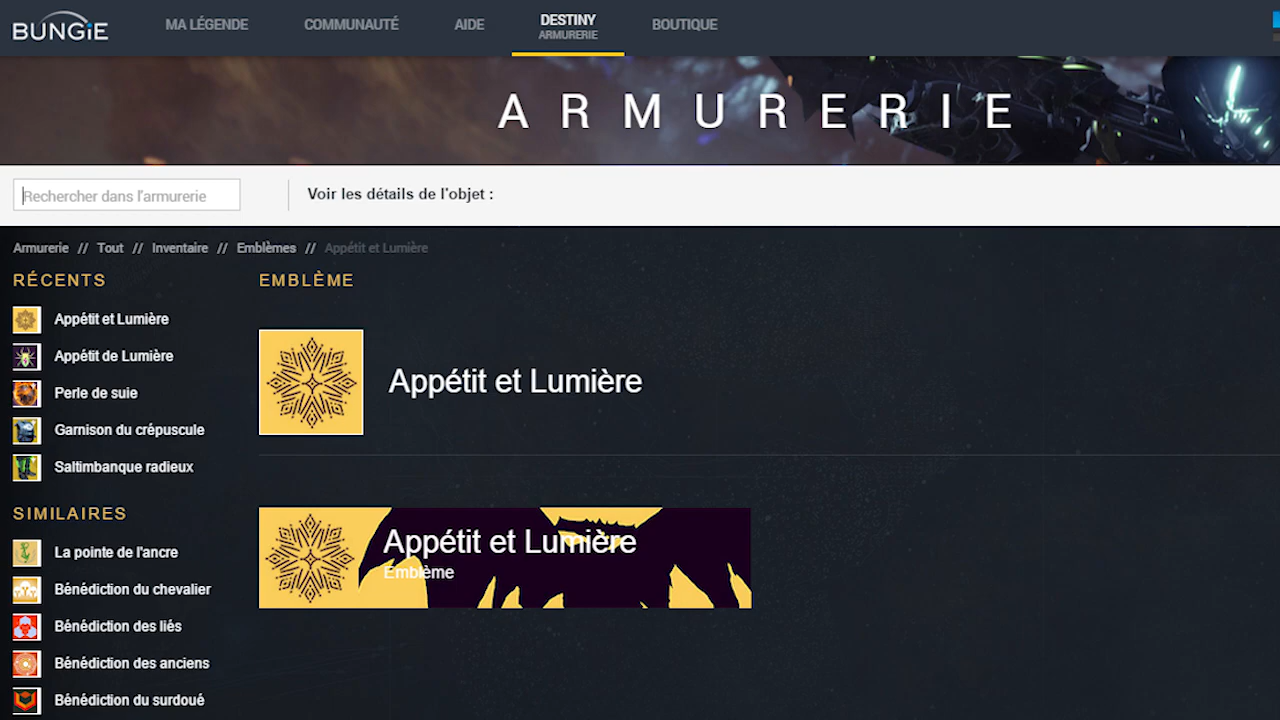 BUNGiE
MA LÉGENDE
COMMUNAUTÉ
AIDE
DESTINY
ARMURERIE
BOUTIQUE
ARMURERIE
Rechercher dans l'armurerie
Voir les détails de l'objet :
Armurerie // Tout // Inventaire // Emblèmes // Appétit et Lumière
RÉCENTS
Appétit et Lumière
Appétit de Lumière
Perle de suie
Garnison du crépuscule
Saltimbanque radieux
SIMILAIRES
La pointe de l'ancre
Bénédiction du chevalier
Bénédiction des liés
Bénédiction des anciens
Bénédiction du surdoué
EMBLÈME
Appétit et Lumière
Appétit et Lumière
Emblème